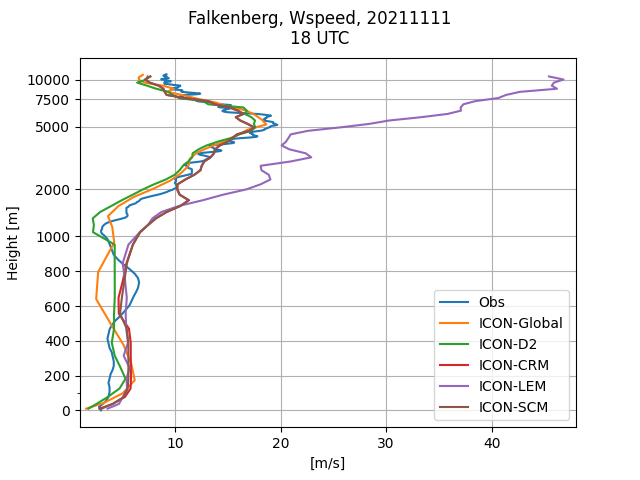 Falkenberg, Wspeed, 20211111
18 UTC
10000
7500
5000
2000
1000
800
600
400
200
0
Height [m]
Obs
ICON-Global
ICON-D2
ICON-CRM
ICON-LEM
ICON-SCM
10 20 30 40
[m/s]